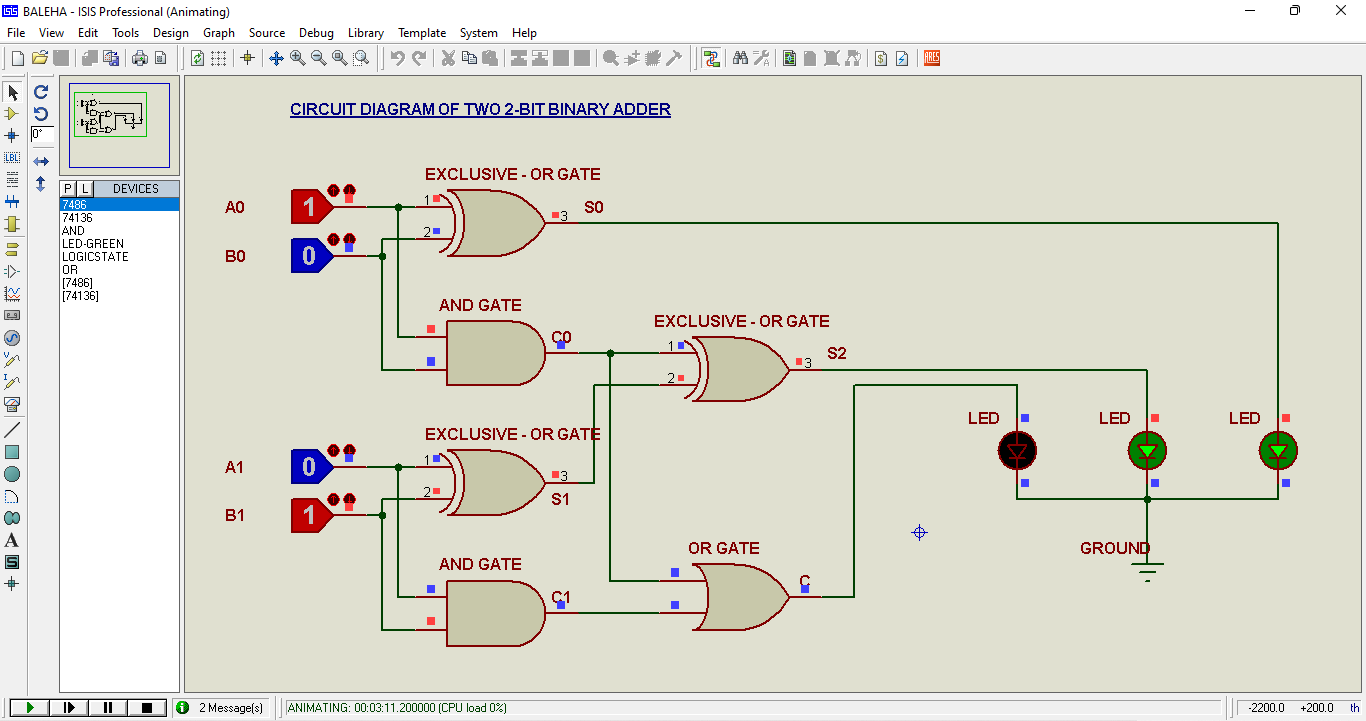 BALEHA - ISIS Professional (Animating)
File View Edit Tools Design Graph Source Debug Library Template System Help
LBL
0°
P L DEVICES
7486
74136
AND
LED-GREEN
LOGICSTATE
OR
[7486]
[74136]
A
S
CIRCUIT DIAGRAM OF TWO 2-BIT BINARY ADDER
EXCLUSIVE - OR GATE
A0 1 1 3 S0
2
B0 0
AND GATE
C0
EXCLUSIVE - OR GATE
1 3 S2
2
LED LED LED
EXCLUSIVE - OR GATE
A1 0 1 3
2 S1
B1 1
OR GATE GROUND
AND GATE
C
C1
2 Message(s) ANIMATING: 00:03:11.200000 (CPU load 0%) -2200.0 +200.0 th